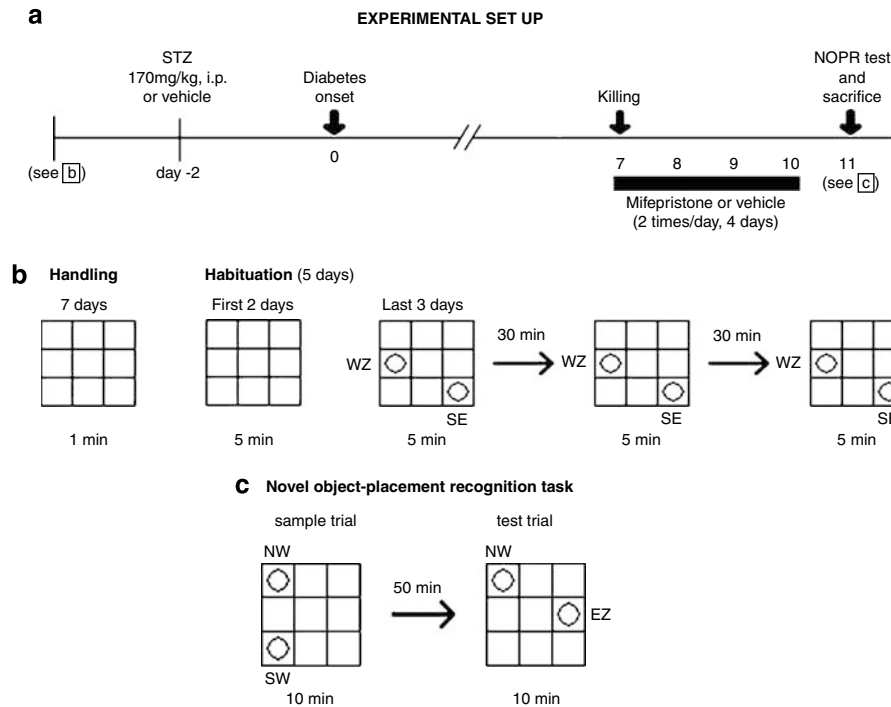 a
EXPERIMENTAL SET UP
STZ
170mg/kg, i.p.
or vehicle
Diabetes
onset
Killing
NOPR test
and
sacrifice
(see b)
day -2
0
7 8 9 10 11
(see c)
Mifepristone or vehicle
(2 times/day, 4 days)
b Handling Habituation (5 days)
7 days First 2 days Last 3 days
30 min 30 min
WZ WZ WZ
SE SE SE
1 min 5 min 5 min 5 min 5 min
c Novel object-placement recognition task
sample trial test trial
NW NW
50 min
EZ
SW
10 min 10 min